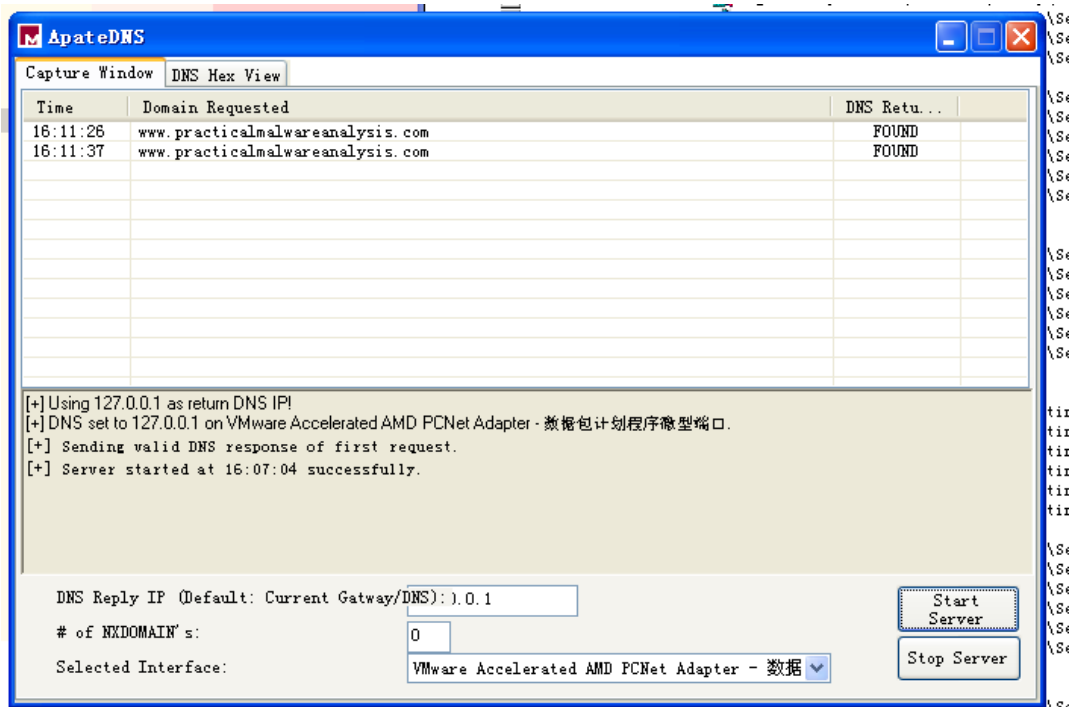 ApateDNS
Capture Window DNS Hex View
Time Domain Requested DNS Retu...
16:11:26 www.practicalmalwareanalysis.com FOUND
16:11:37 www.practicalmalwareanalysis.com FOUND
[+] Using 127.0.0.1 as return DNS IP!
[+] DNS set to 127.0.0.1 on VMware Accelerated AMD PCNet Adapter - 数据包计划程序微型端口.
[+] Sending valid DNS response of first request.
[+] Server started at 16:07:04 successfully.
DNS Reply IP (Default: Current Gatway/DNS): ).0.1
# of NXDOMAIN's: 0
Selected Interface: VMware Accelerated AMD PCNet Adapter - 数据
Start Server
Stop Server